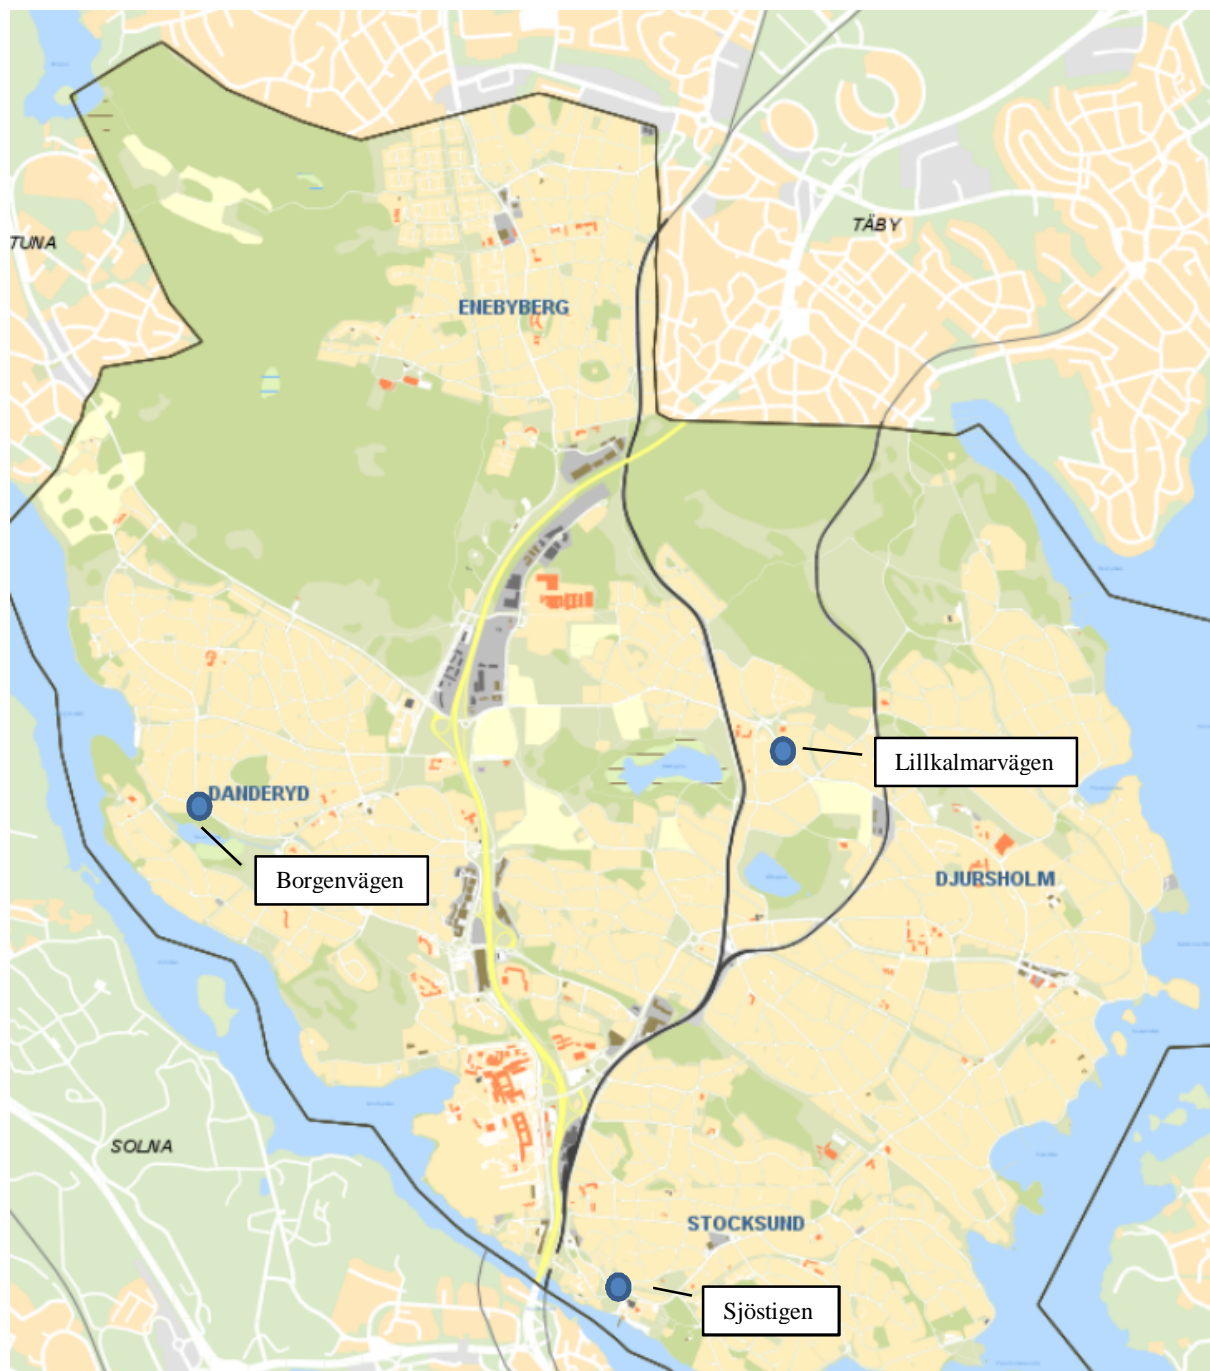 TÄBY
TUNA
ENEBYBERG
Lillkalmarvägen
DANDERYD
Borgenvägen
DJURSHOLM
SOLNA
STOCKSUND
Sjöstigen